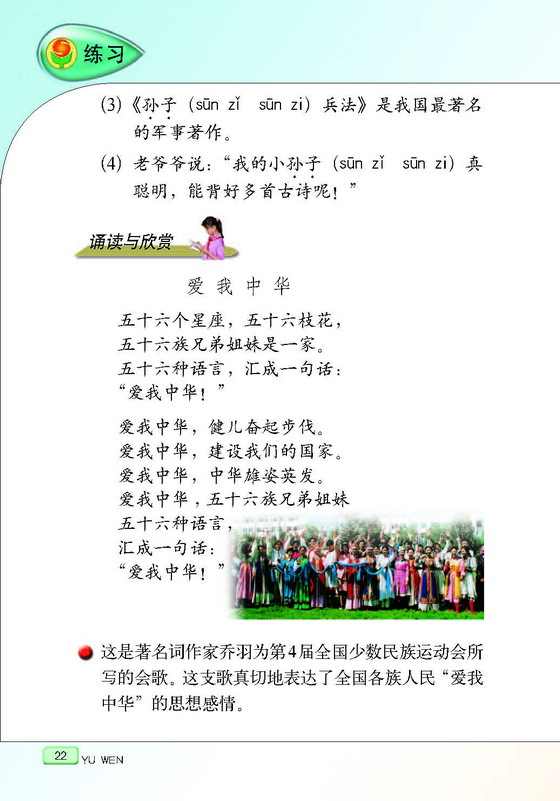 练习
(3)《孙子（sūn zǐ  sūn zi）兵法》是我国最著名
的军事著作。
(4) 老爷爷说：“我的小孙子（sūn zǐ  sūn zi）真
聪明，能背好多首古诗呢！”
诵读与欣赏
爱我中华
五十六个星座，五十六枝花，
五十六族兄弟姐妹是一家。
五十六种语言，汇成一句话：
“爱我中华！”
爱我中华，健儿奋起步伐。
爱我中华，建设我们的国家。
爱我中华，中华雄姿英发。
爱我中华，五十六族兄弟姐妹
五十六种语言，
汇成一句话：
“爱我中华！”
这是著名词作家乔羽为第4届全国少数民族运动会所
写的会歌。这支歌真切地表达了全国各族人民“爱我
中华”的思想感情。
22 YU WEN